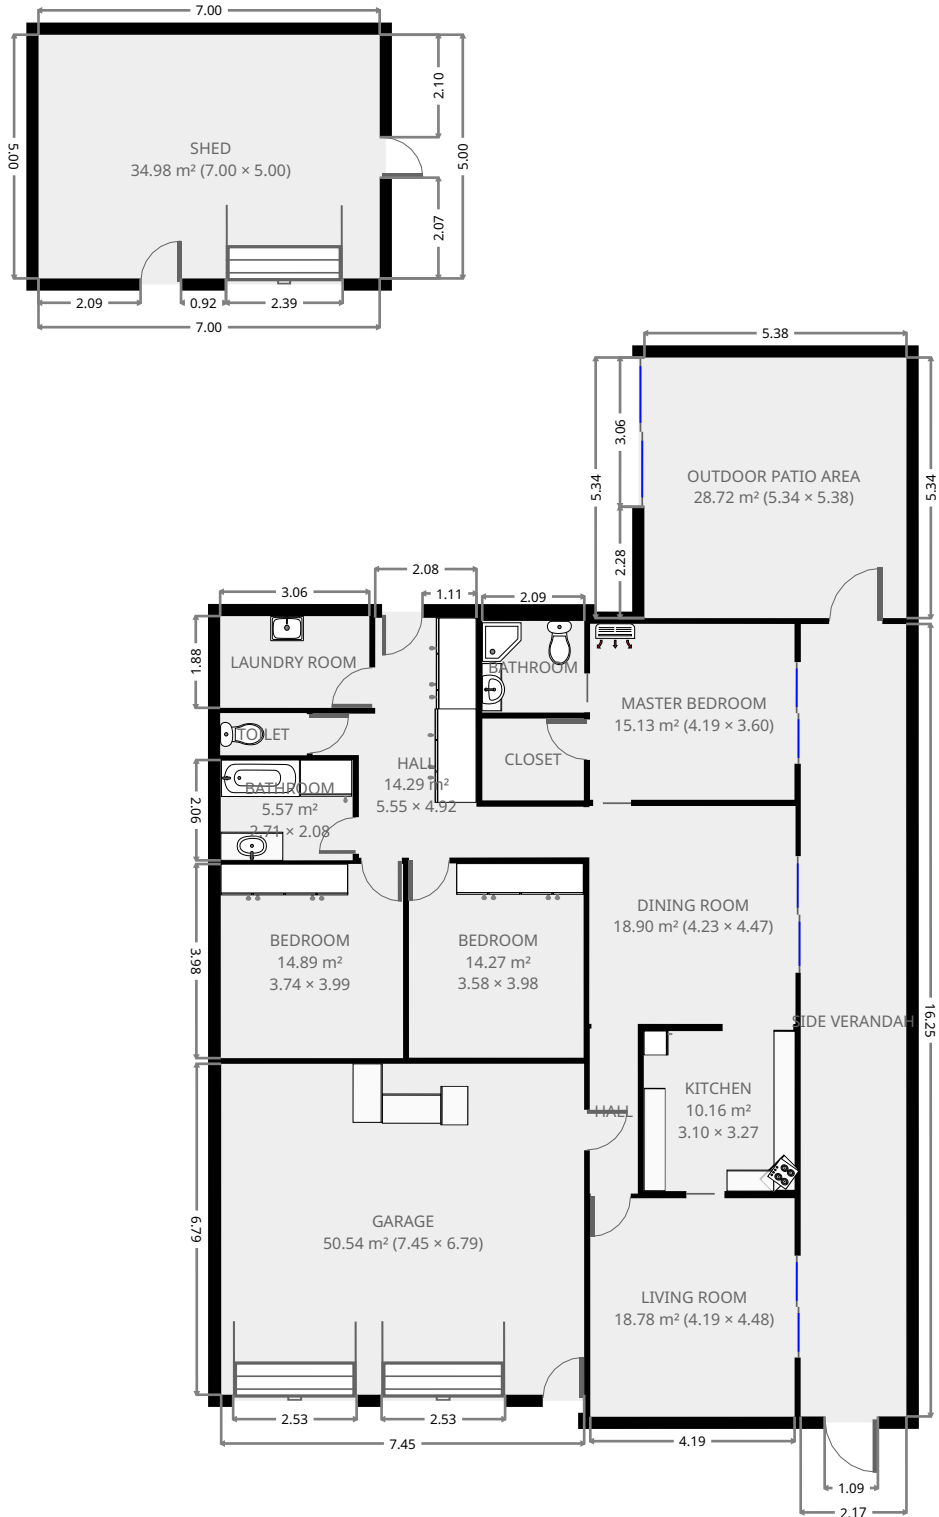 7.00
5.00
2.10
5.00
SHED
34.98 m² (7.00 × 5.00)
2.07
2.09
0.92
2.39
7.00
5.38
3.06
5.34
5.34
OUTDOOR PATIO AREA
28.72 m² (5.34 × 5.38)
2.28
2.08
3.06
1.11
2.09
1.88
LAUNDRY ROOM
BATHROOM
MASTER BEDROOM
15.13 m² (4.19 × 3.60)
TOILET
HALL
14.29 m²
5.55 × 4.92
CLOSET
2.06
BATHROOM
5.57 m²
2.71 × 2.08
DINING ROOM
18.90 m² (4.23 × 4.47)
3.98
BEDROOM
14.89 m²
3.74 × 3.99
BEDROOM
14.27 m²
3.58 × 3.98
SIDE VERANDAH
16.25
KITCHEN
10.16 m²
3.10 × 3.27
HALL
6.79
GARAGE
50.54 m² (7.45 × 6.79)
LIVING ROOM
18.78 m² (4.19 × 4.48)
2.53
2.53
7.45
4.19
1.09
2.17